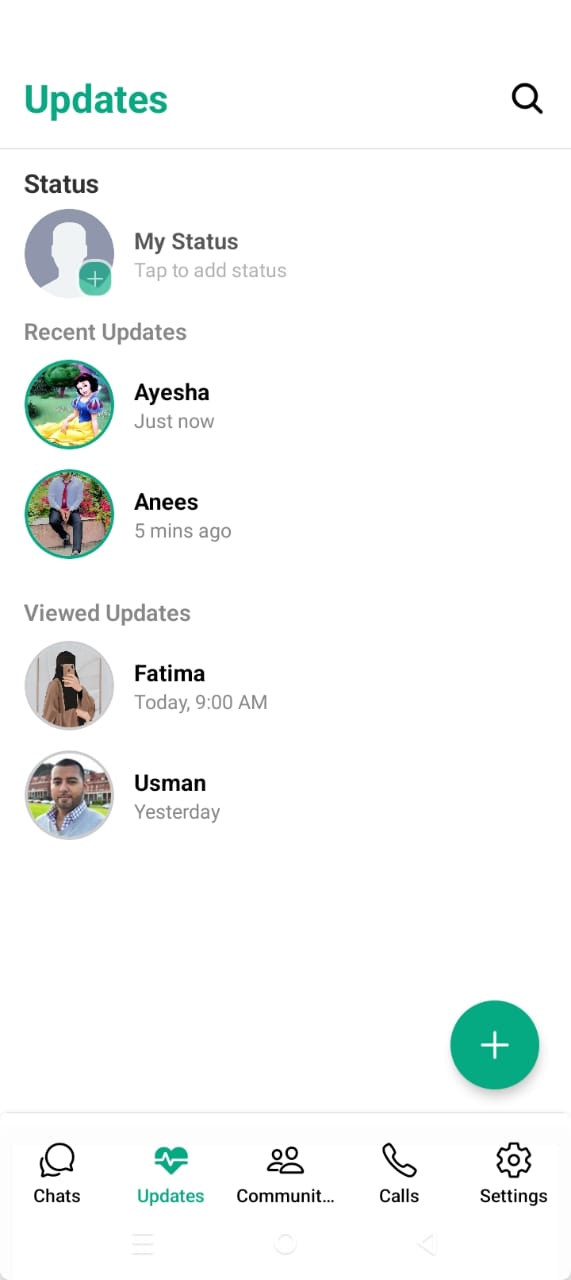 Updates
Status
My Status
Tap to add status
Recent Updates
Ayesha
Just now
Anees
5 mins ago
Viewed Updates
Fatima
Today, 9:00 AM
Usman
Yesterday
Chats
Updates
Communit...
Calls
Settings